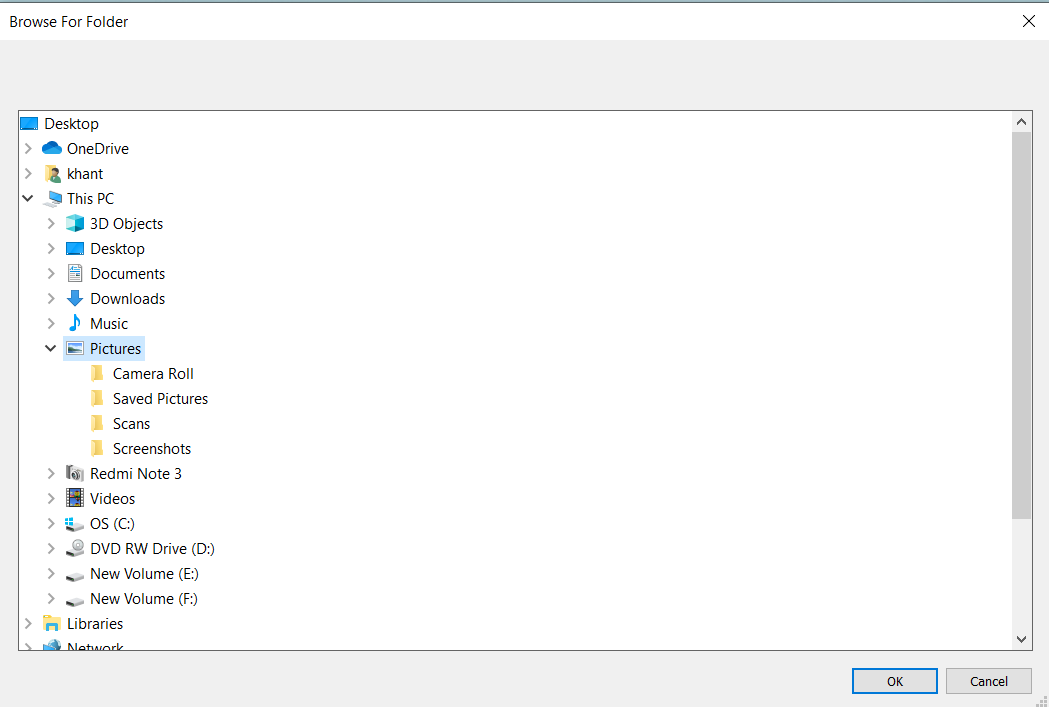 Browse For Folder
Desktop
OneDrive
khant
This PC
3D Objects
Desktop
Documents
Downloads
Music
Pictures
Camera Roll
Saved Pictures
Scans
Screenshots
Redmi Note 3
Videos
OS (C:)
DVD RW Drive (D:)
New Volume (E:)
New Volume (F:)
Libraries
Network
OK
Cancel